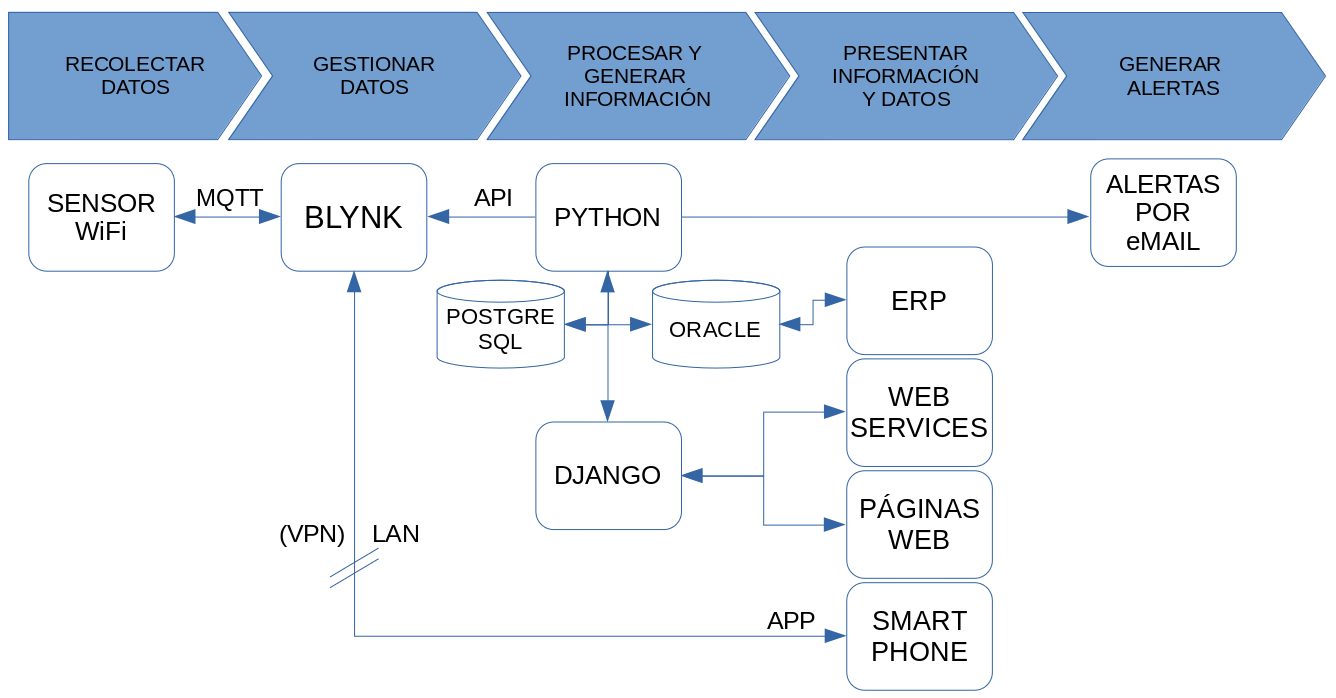 RECOLECTAR
DATOS
GESTIONAR
DATOS
PROCESAR Y
GENERAR
INFORMACIÓN
PRESENTAR
INFORMACIÓN
Y DATOS
GENERAR
ALERTAS
SENSOR
WiFi
MQTT
BLYNK
API
PYTHON
ALERTAS
POR
eMAIL
POSTGRE
SQL
ORACLE
ERP
WEB
SERVICES
DJANGO
PÁGINAS
WEB
(VPN)
LAN
APP
SMART
PHONE